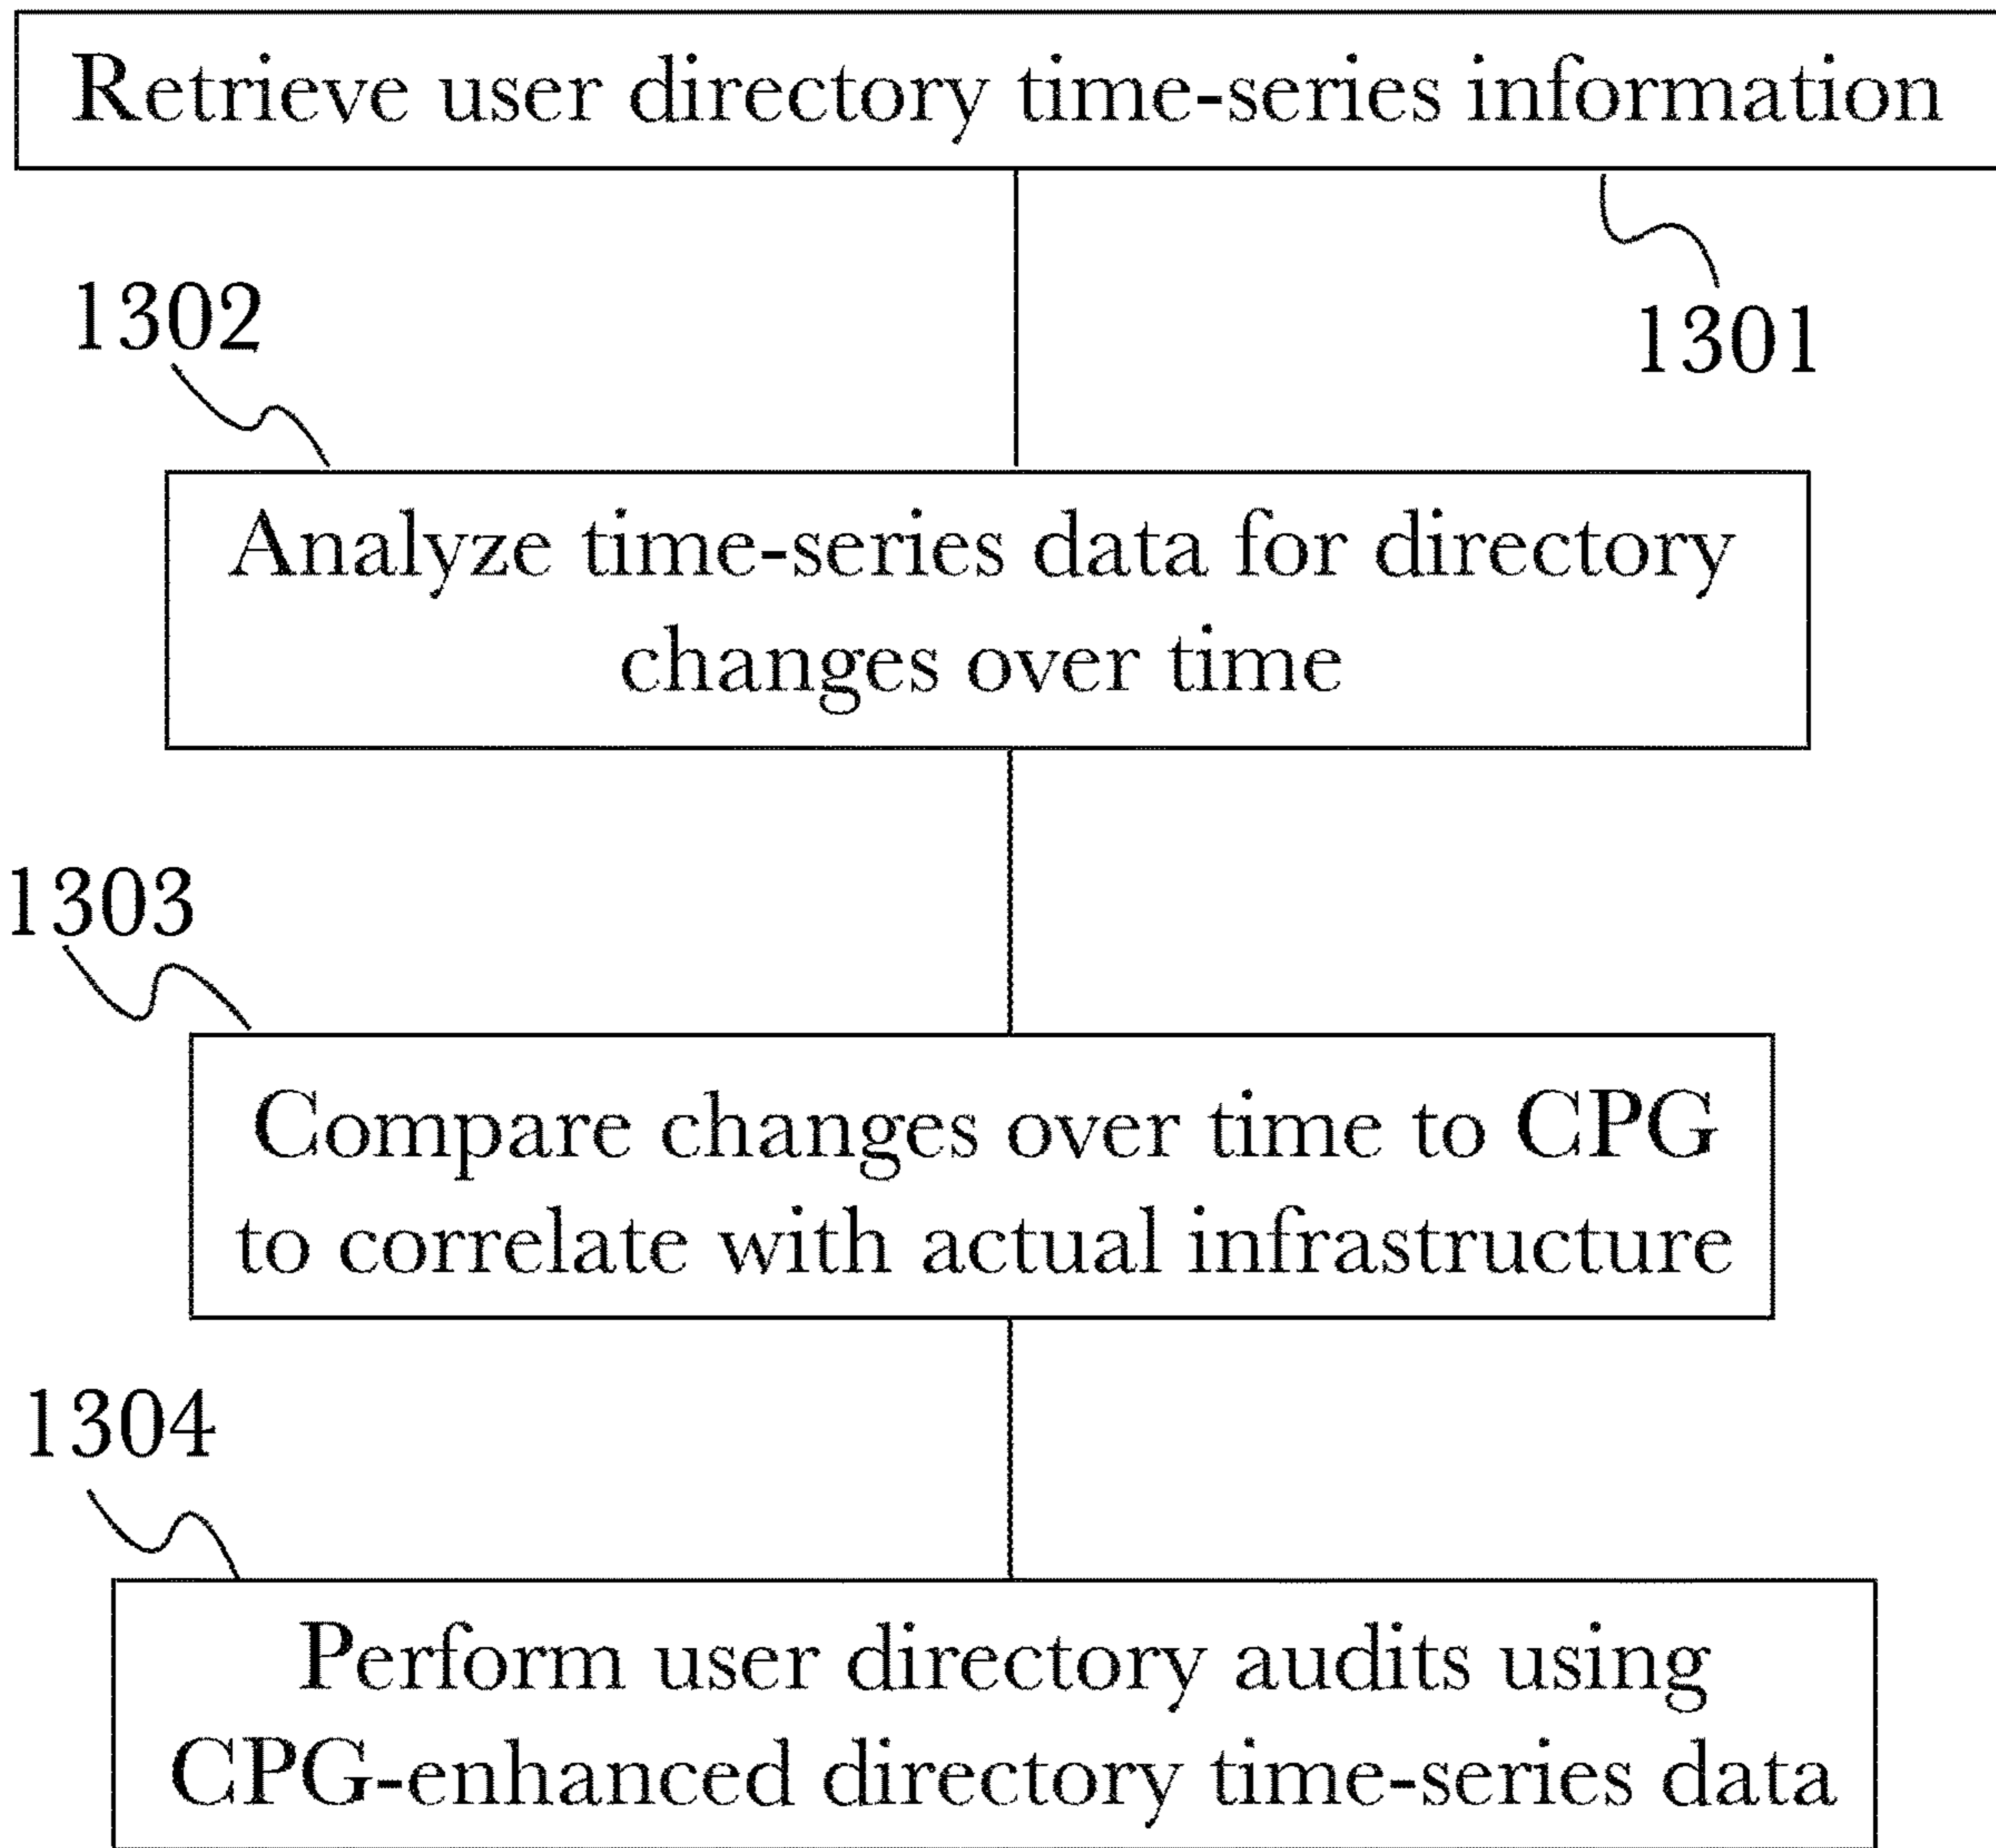 Retrieve user directory time-series information
1301
1302
Analyze time-series data for directory
changes over time
1303
Compare changes over time to CPG
to correlate with actual infrastructure
1304
Perform user directory audits using
CPG-enhanced directory time-series data